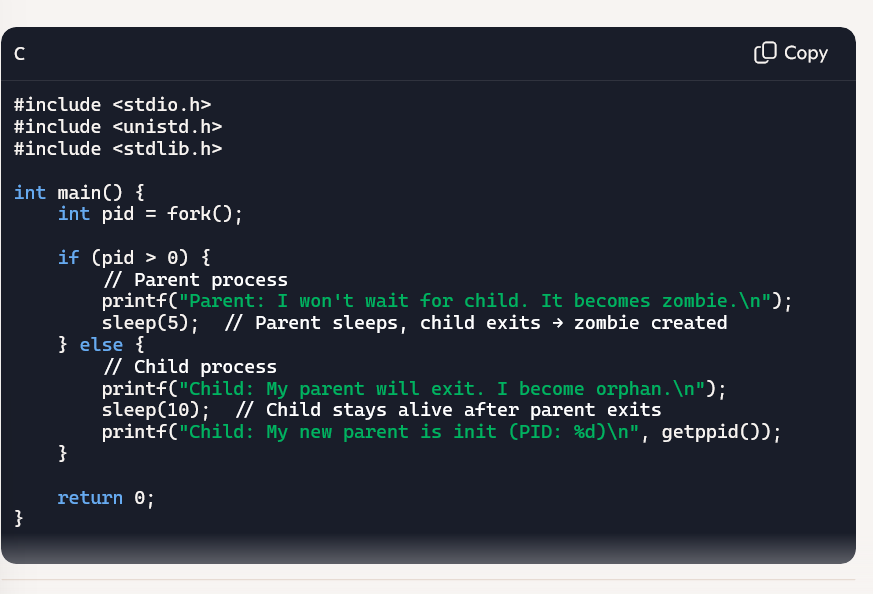 C
Copy
#include <stdio.h>
#include <unistd.h>
#include <stdlib.h>
int main() {
    int pid = fork();
    if (pid > 0) {
        // Parent process
        printf("Parent: I won't wait for child. It becomes zombie.\n");
        sleep(5);  // Parent sleeps, child exits → zombie created
    } else {
        // Child process
        printf("Child: My parent will exit. I become orphan.\n");
        sleep(10);  // Child stays alive after parent exits
        printf("Child: My new parent is init (PID: %d)\n", getppid());
    }
    return 0;
}